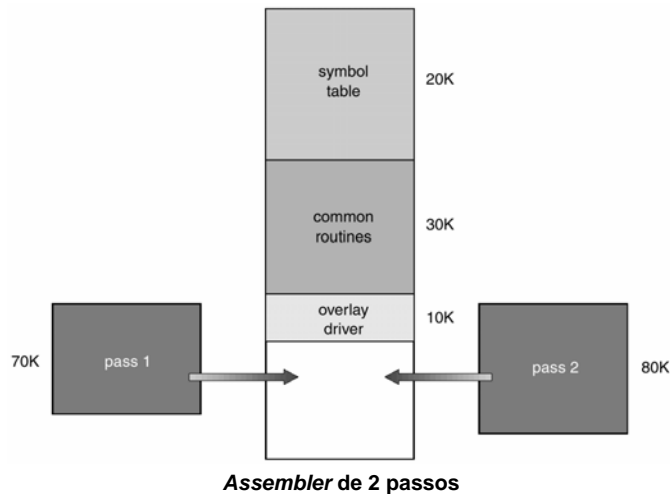 symbol
table
20K
common
routines
30K
overlay
driver
10K
70K
pass 1
pass 2
80K
Assembler de 2 passos